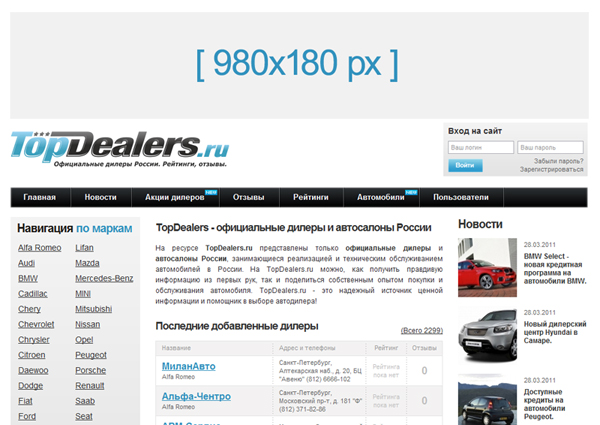 [ 980x180 px ]
TopDealers.ru
Официальные дилеры России. Рейтинги, отзывы.
Вход на сайт
Ваш логин
Ваш пароль
Войти
Забыли пароль?
Зарегистрироваться
Главная
Новости
Акции дилеров
NEW
Отзывы
Рейтинги
Автомобили
NEW
Пользователи
Навигация по маркам
Alfa Romeo
Lifan
Audi
Mazda
BMW
Mercedes-Benz
Cadillac
MINI
Chery
Mitsubishi
Chevrolet
Nissan
Chrysler
Opel
Citroen
Peugeot
Daewoo
Porsche
Dodge
Renault
Fiat
Saab
Ford
Seat
TopDealers - официальные дилеры и автосалоны России
На ресурсе TopDealers.ru представлены только официальные дилеры и
автосалоны России, занимающиеся реализацией и техническим обслуживанием
автомобилей в России. На TopDealers.ru можно, как получить правдивую
информацию из первых рук, так и поделиться собственным опытом покупки и
обслуживания автомобиля. TopDealers.ru - это надежный источник ценной
информации и помощник в выборе автодилера!
Последние добавленные дилеры
(Всего 2299)
Название
Адрес и телефоны
Рейтинг
Отзывы
МиланАвто
Alfa Romeo
Санкт-Петербург,
Аптекарская наб., д. 20, БЦ
"Авеню" (812) 6666-102
Рейтинга
пока нет
0
Альфа-Центро
Alfa Romeo
Санкт-Петербург,
Московский пр-т, д. 181 "Ф"
(812) 371-82-86
Рейтинга
пока нет
0
Новости
28.03.2011
BMW Select -
новая кредитная
программа на
автомобили BMW.
28.03.2011
Новый дилерский
центр Hyundai в
Самаре.
28.03.2011
Доступные
кредиты на
автомобили
Peugeot.